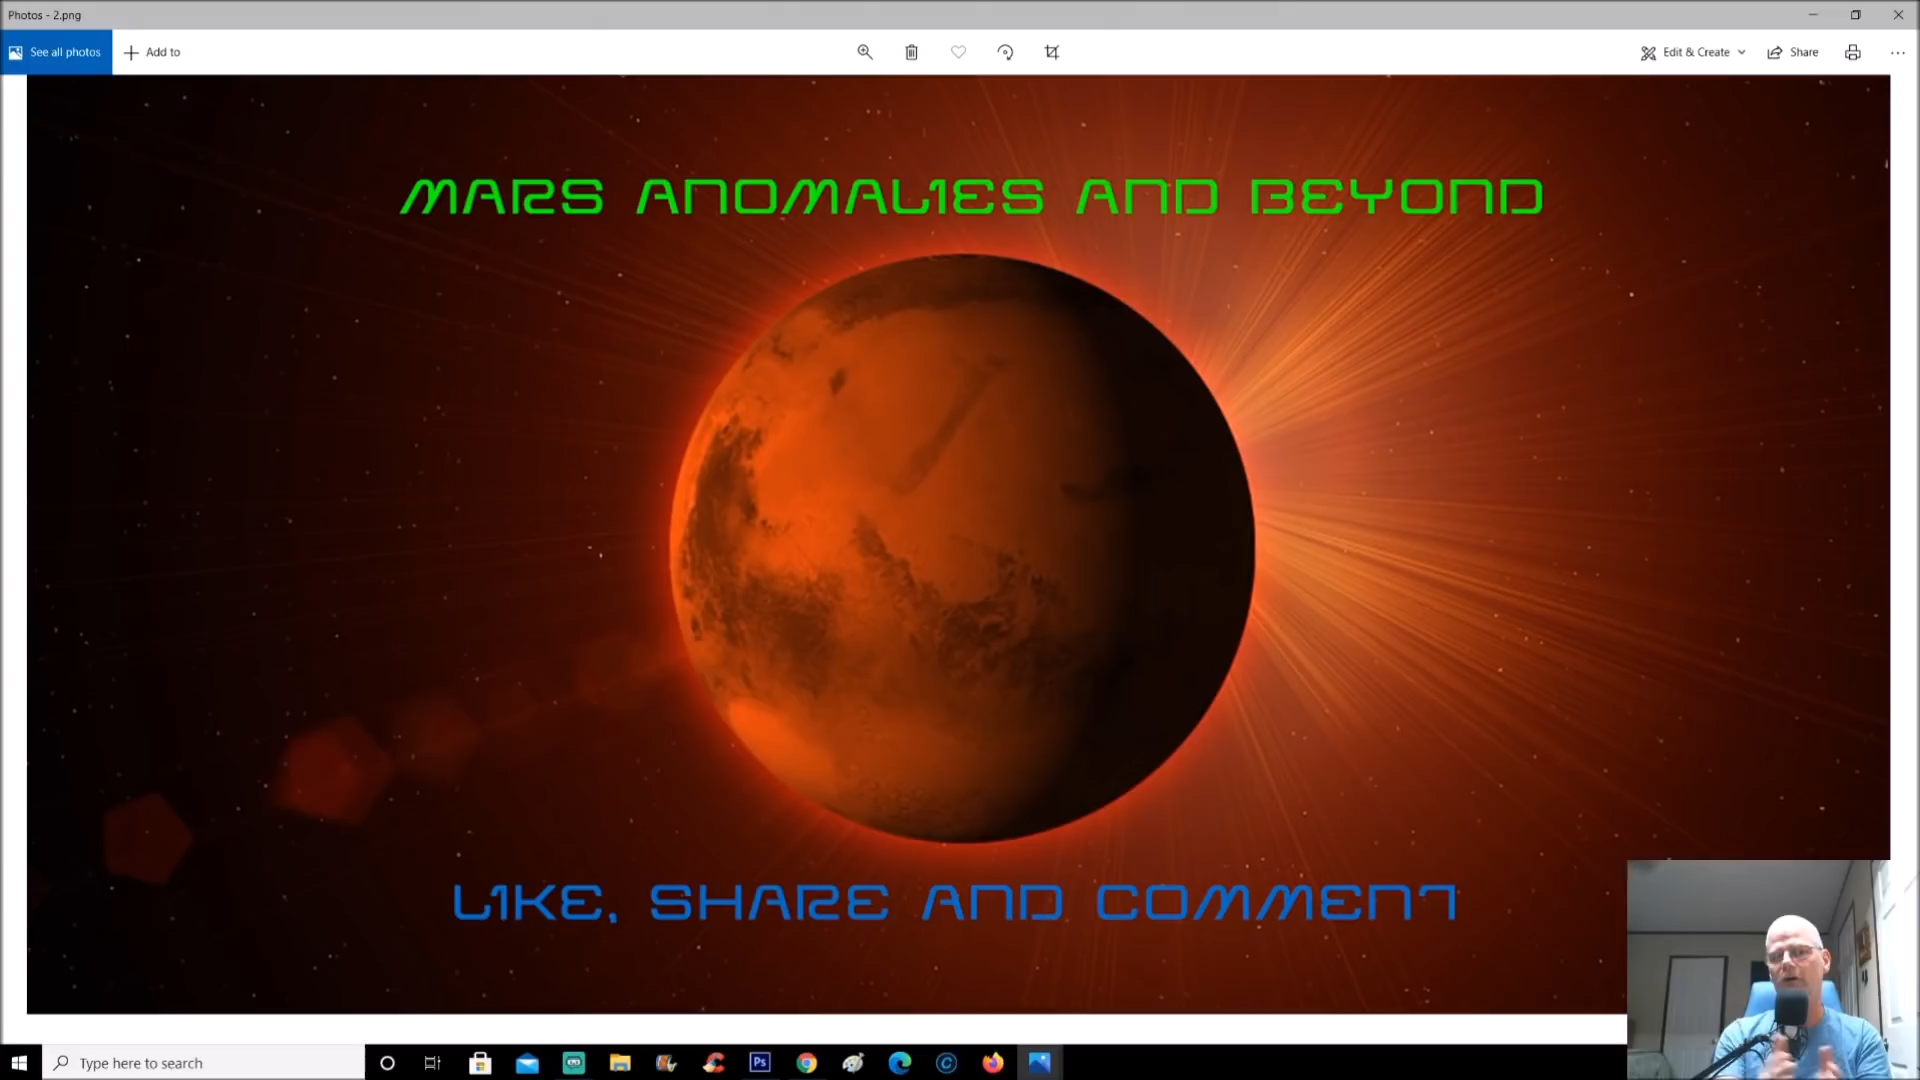 Photos - 2.png
See all photos
Add to
Edit & Create
Share
MARS ANOMALIES AND BEYOND
LIKE, SHARE AND COMMENT
Type here to search
Ps